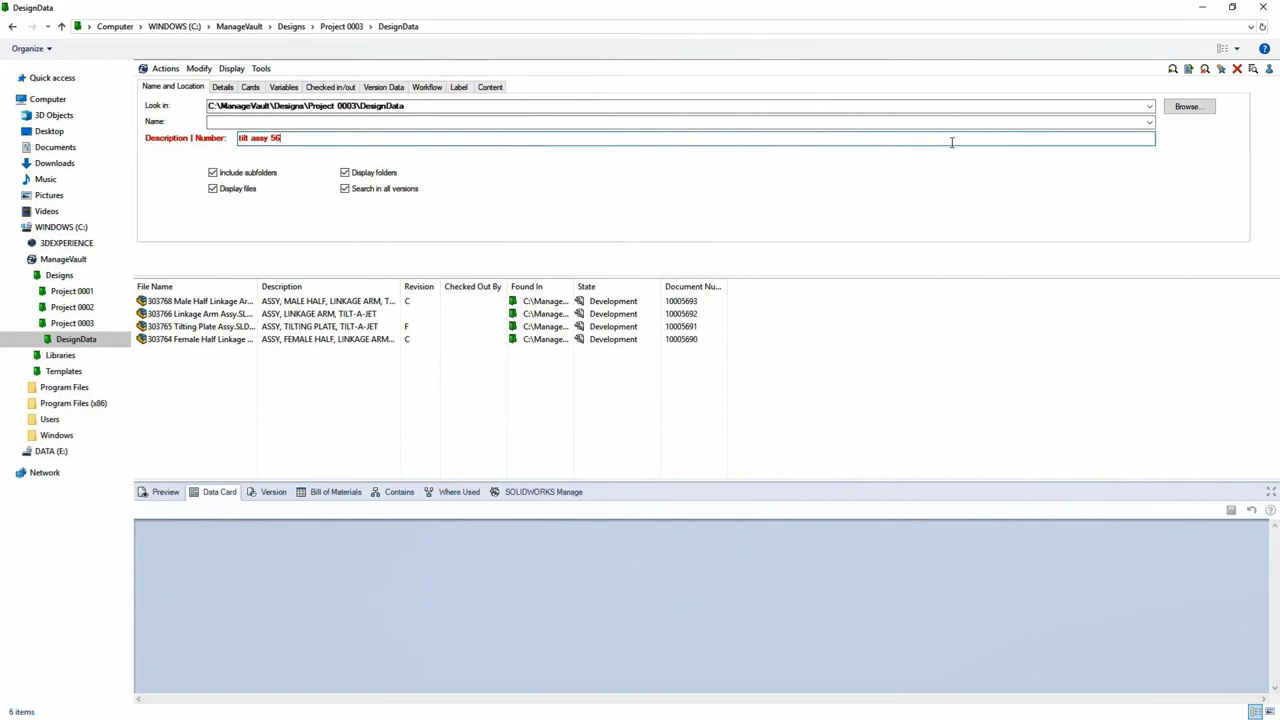 DesignData
Computer › WINDOWS (C:) › ManageVault › Designs › Project 0003 › DesignData
Organize
Quick access
Computer
3D Objects
Desktop
Documents
Downloads
Music
Pictures
Videos
WINDOWS (C:)
3DEXPERIENCE
ManageVault
Designs
Project 0001
Project 0002
Project 0003
DesignData
Libraries
Templates
Program Files
Program Files (x86)
Users
Windows
DATA (E:)
Network
Actions Modify Display Tools
Name and Location Details Cards Variables Checked in/out Version Data Workflow Label Content
Look in: C:\ManageVault\Designs\Project 0003\DesignData Browse...
Name:
Description | Number: tilt assy 56
Include subfolders Display folders
Display files Search in all versions
File Name Description Revision Checked Out By Found In State Document Nu...
303768 Male Half Linkage Ar... ASSY, MALE HALF, LINKAGE ARM, T... C C:\Manage... Development 10005693
303766 Linkage Arm Assy.SL... ASSY, LINKAGE ARM, TILT-A-JET C:\Manage... Development 10005692
303765 Tilting Plate Assy.SLD... ASSY, TILTING PLATE, TILT-A-JET F C:\Manage... Development 10005691
303764 Female Half Linkage ... ASSY, FEMALE HALF, LINKAGE ARM... C C:\Manage... Development 10005690
Preview Data Card Version Bill of Materials Contains Where Used SOLIDWORKS Manage
6 items